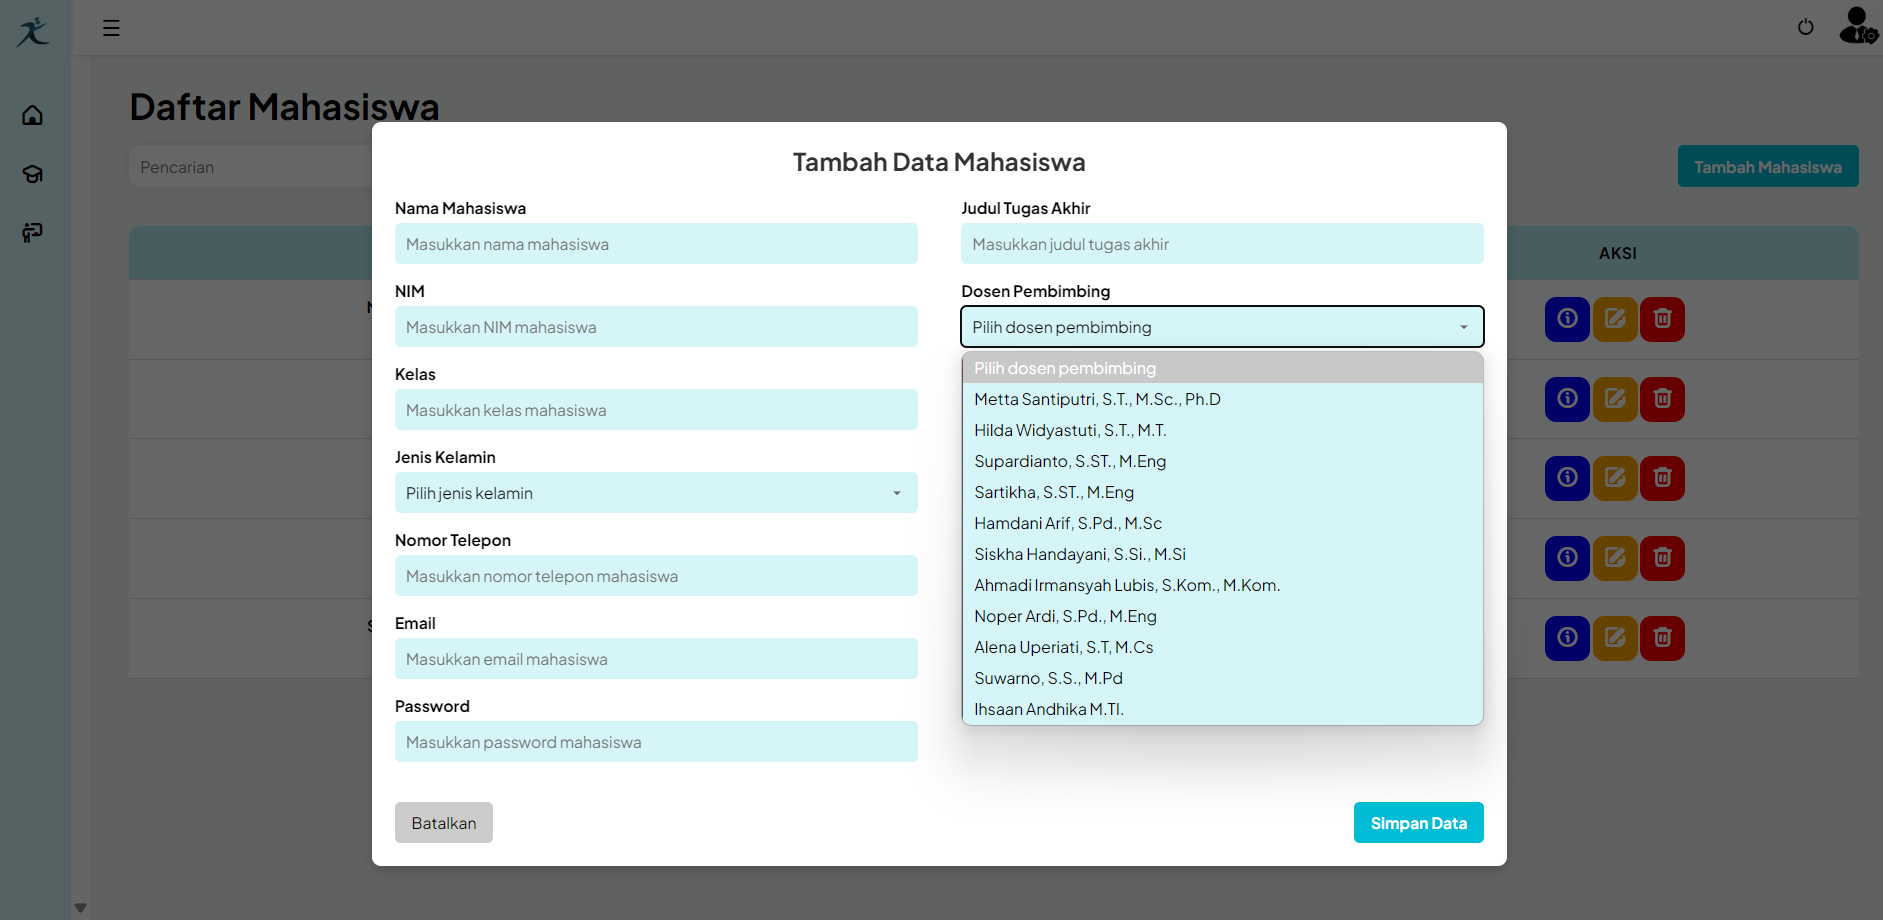 Daftar Mahasiswa
Pencarian
Tambah Mahasiswa
AKSI
Tambah Data Mahasiswa
Nama Mahasiswa
Masukkan nama mahasiswa
NIM
Masukkan NIM mahasiswa
Kelas
Masukkan kelas mahasiswa
Jenis Kelamin
Pilih jenis kelamin
Nomor Telepon
Masukkan nomor telepon mahasiswa
Email
Masukkan email mahasiswa
Password
Masukkan password mahasiswa
Judul Tugas Akhir
Masukkan judul tugas akhir
Dosen Pembimbing
Pilih dosen pembimbing
Pilih dosen pembimbing
Metta Santiputri, S.T., M.Sc., Ph.D
Hilda Widyastuti, S.T., M.T.
Supardianto, S.ST., M.Eng
Sartikha, S.ST., M.Eng
Hamdani Arif, S.Pd., M.Sc
Siskha Handayani, S.Si., M.Si
Ahmadi Irmansyah Lubis, S.Kom., M.Kom.
Noper Ardi, S.Pd., M.Eng
Alena Uperiati, S.T, M.Cs
Suwarno, S.S., M.Pd
Ihsaan Andhika M.TI.
Batalkan
Simpan Data